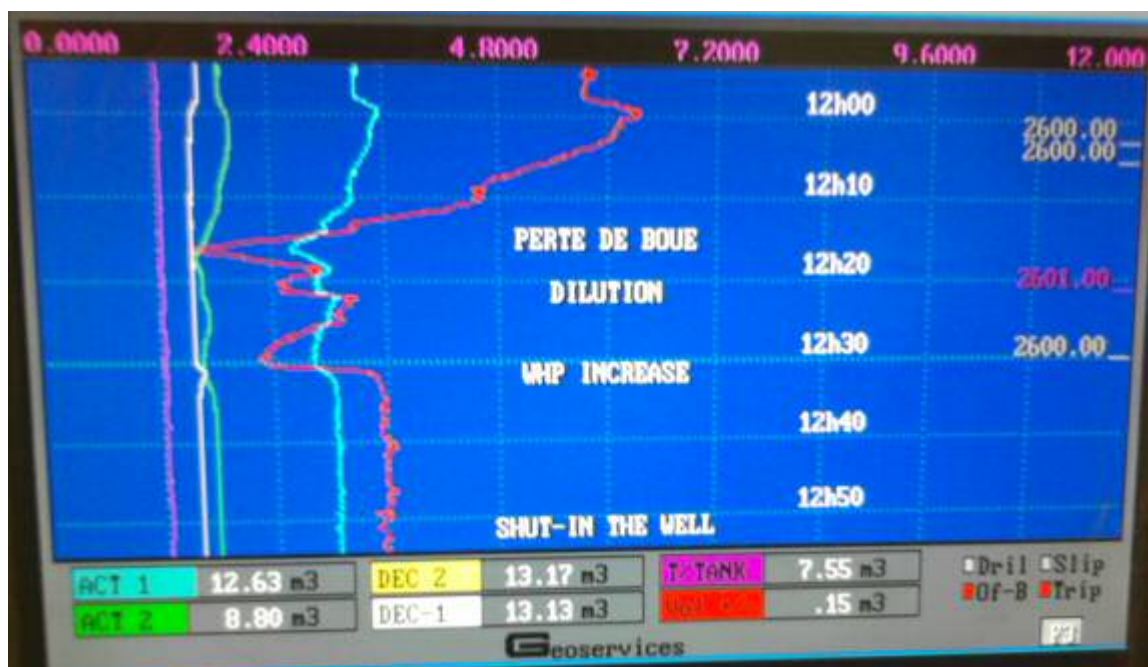 0.0000 2.4000 4.8000 7.2000 9.6000 12.000
12h00
2600.00
2600.00
12h10
PERTE DE BOUE
12h20
2601.00
DILUTION
12h30
2600.00
WHP INCREASE
12h40
12h50
SHUT-IN THE WELL
ACT 1 12.63 m3 DEC 2 13.17 m3 T/TANK 7.55 m3 Dril Slip
ACT 2 8.80 m3 DEC-1 13.13 m3 .15 m3 Of-B Trip
Geoservices